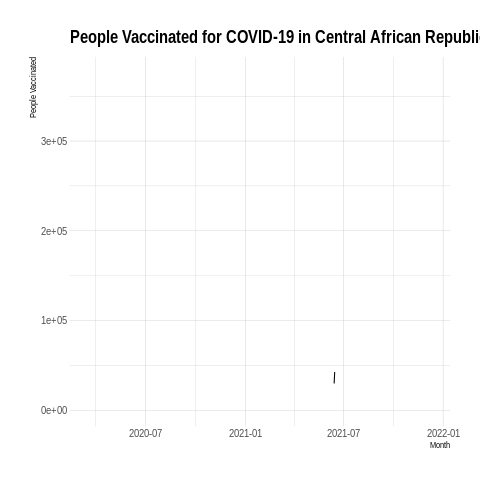 People Vaccinated for COVID-19 in Central African Republi
People Vaccinated
3e+05
2e+05
1e+05
0e+00
2020-07 2021-01 2021-07 2022-01
Month